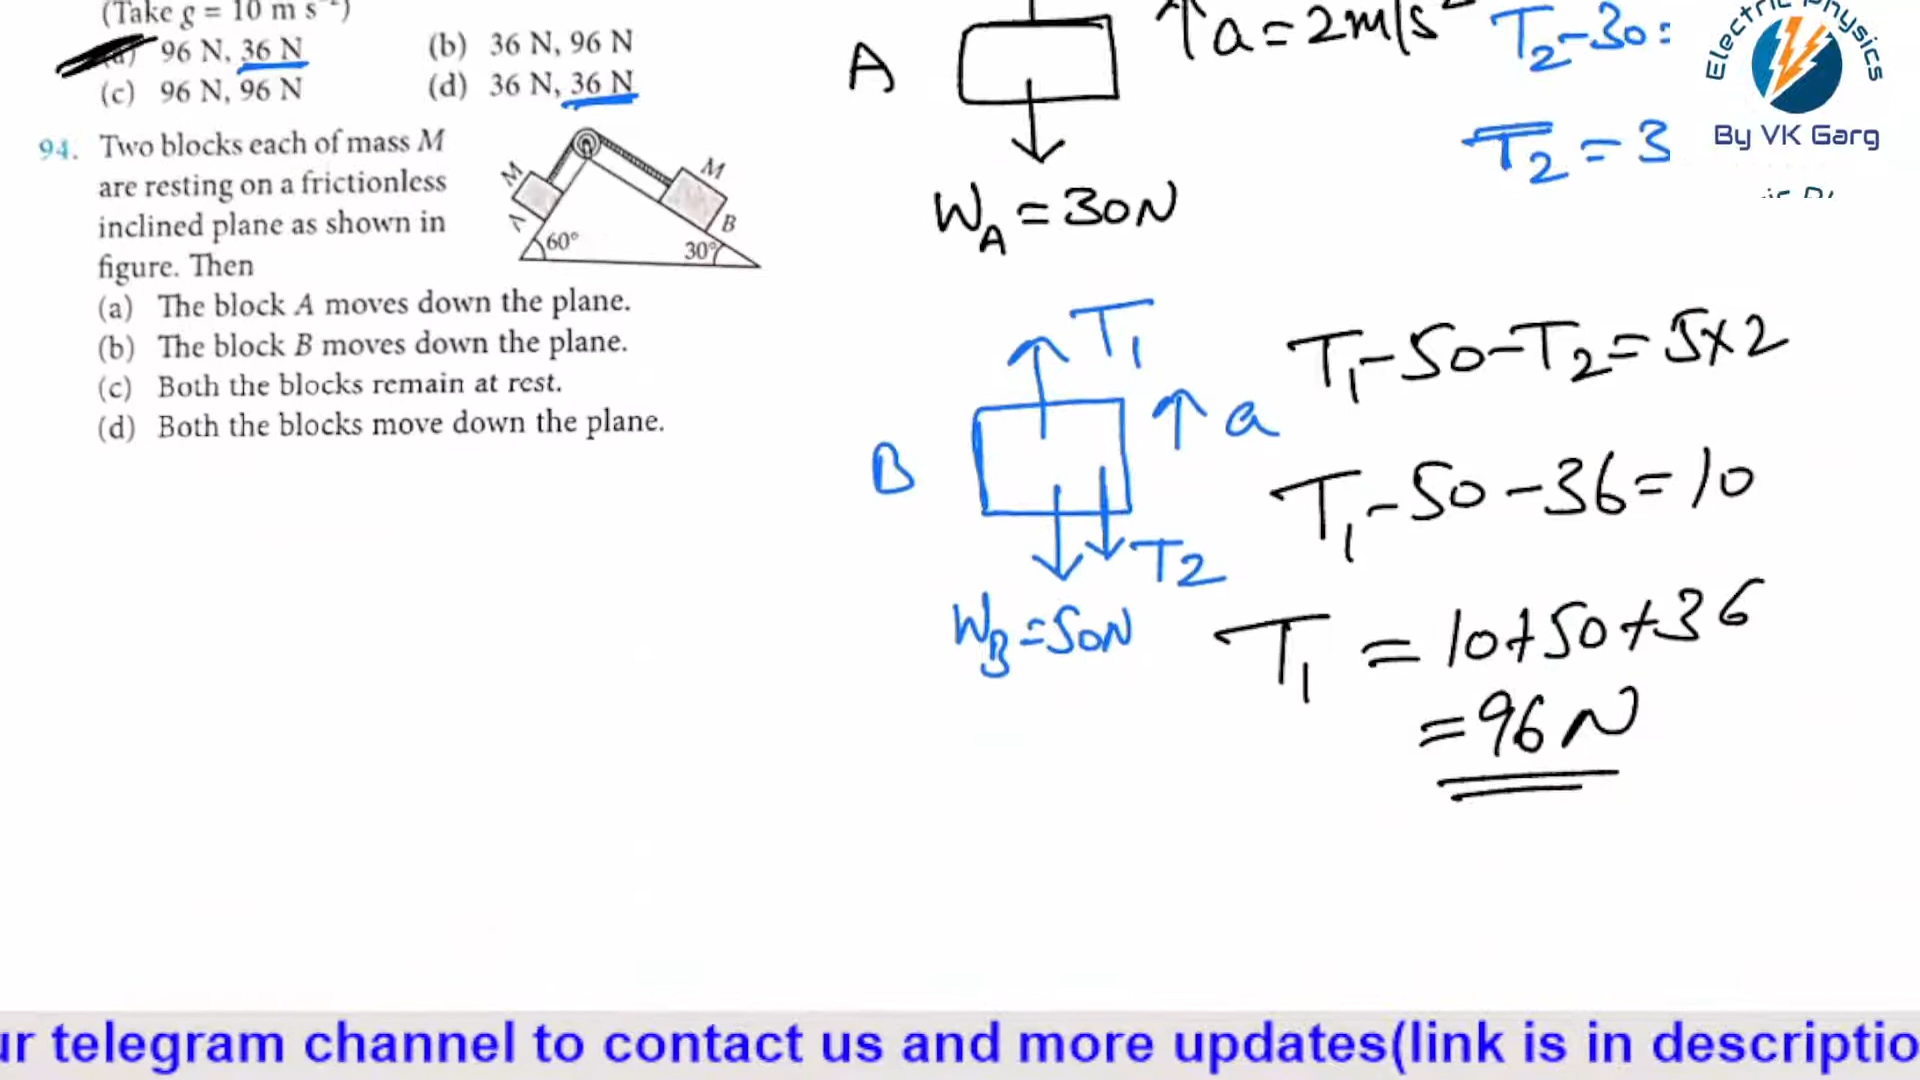 (Take g = 10 m s⁻²)
(a) 96 N, 36 N (b) 36 N, 96 N
(c) 96 N, 96 N (d) 36 N, 36 N
94. Two blocks each of mass M
are resting on a frictionless
inclined plane as shown in
figure. Then
M
A
60°
M
B
30°
(a) The block A moves down the plane.
(b) The block B moves down the plane.
(c) Both the blocks remain at rest.
(d) Both the blocks move down the plane.
A
a = 2 m/s²
W_A = 30N
T₂ - 30 =
T₂ = 3
Electric Physics
By VK Garg
T₁
a
B
T₂
W_B = 50N
T₁ - 50 - T₂ = 5×2
T₁ - 50 - 36 = 10
T₁ = 10 + 50 + 36
= 96 N
ur telegram channel to contact us and more updates(link is in descriptio